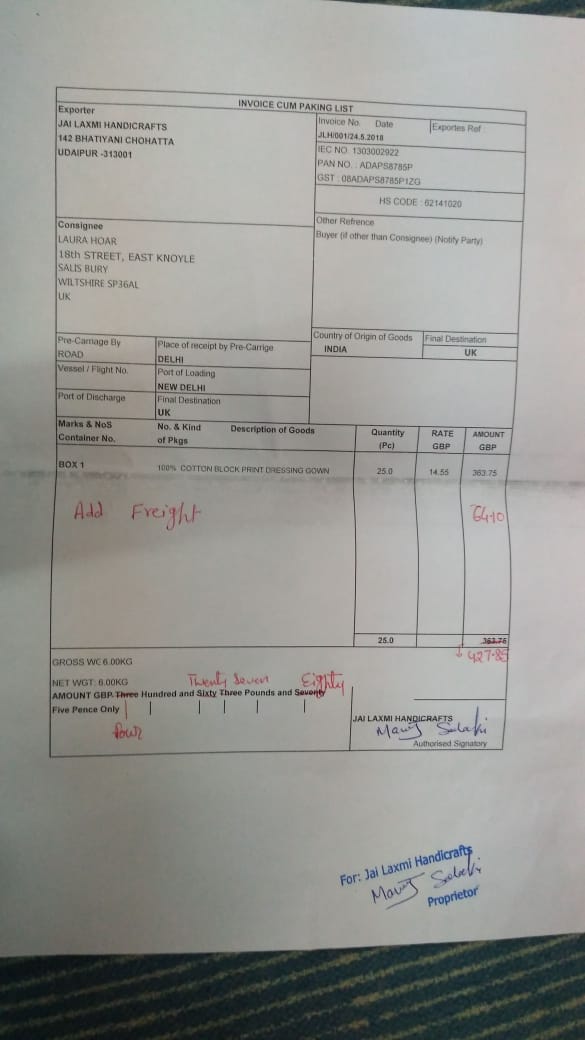 INVOICE CUM PAKING LIST
Exporter
JAI LAXMI HANDICRAFTS
142 BHATIYANI CHOHATTA
UDAIPUR -313001
Invoice No. Date Exportes Ref
JLH/001/24.5.2018
IEC NO. 1303002922
PAN NO. : ADAPS8785P
GST : 08ADAPS8785P1ZG
HS CODE : 62141020
Consignee
LAURA HOAR
18th STREET, EAST KNOYLE
SALIS BURY
WILTSHIRE SP36AL
UK
Other Refrence
Buyer (if other than Consignee) (Notify Party)
Pre-Carriage By
ROAD
Place of receipt by Pre-Carrige
DELHI
Country of Origin of Goods
INDIA
Final Destination
UK
Vessel / Flight No.
Port of Loading
NEW DELHI
Port of Discharge
Final Destination
UK
Marks & NoS No. & Kind Description of Goods Quantity RATE AMOUNT
Container No. of Pkgs (Pc) GBP GBP
BOX 1 100% COTTON BLOCK PRINT DRESSING GOWN 25.0 14.55 363.75
Add Freight 64.10
25.0 363.75
427.85
GROSS WE 6.00KG
NET WGT: 6.00KG
Twenty Seven Eighty
AMOUNT GBP. Three Hundred and Sixty Three Pounds and Seventy
Five Pence Only
Four
JAI LAXMI HANDICRAFTS
Authorised Signatory
For: Jai Laxmi Handicrafts
Proprietor